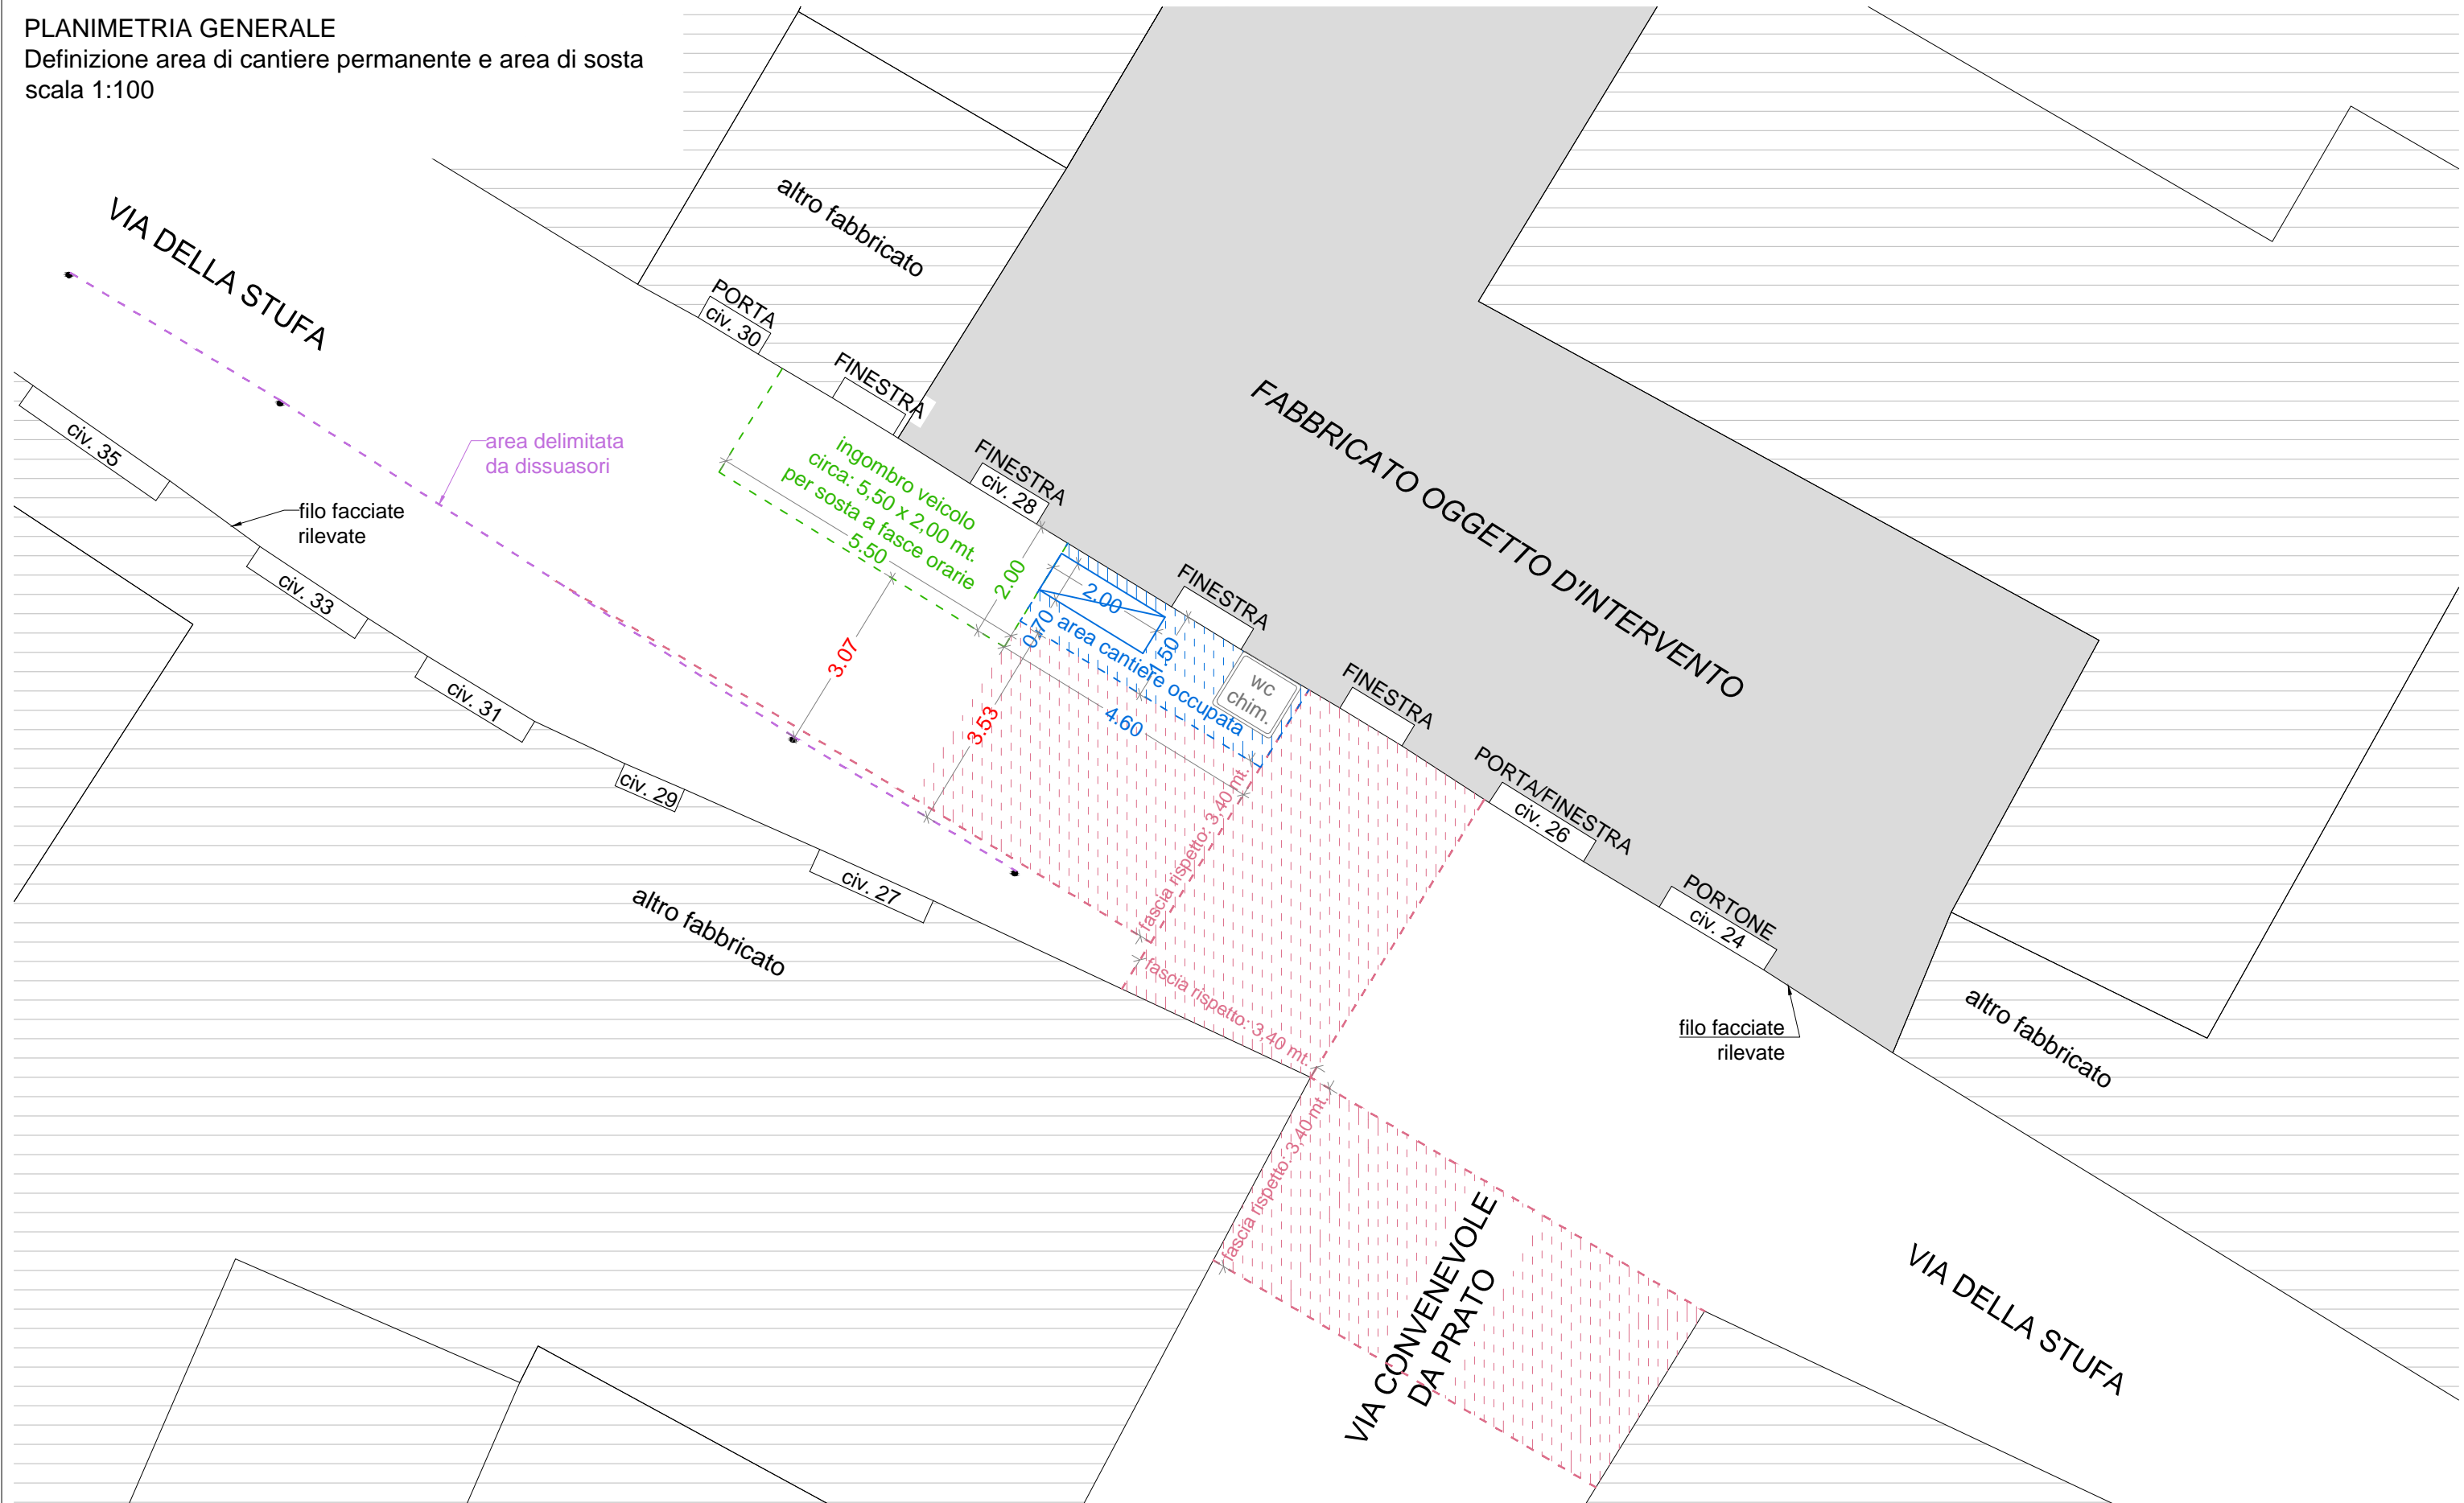 PLANIMETRIA GENERALE
Definizione area di cantiere permanente e area di sosta
scala 1:100
VIA DELLA STUFA
altro fabbricato
PORTA
civ. 30
FINESTRA
FINESTRA
civ. 28
FINESTRA
FINESTRA
PORTA/FINESTRA
civ. 26
PORTONE
civ. 24
FABBRICATO OGGETTO D'INTERVENTO
area delimitata
da dissuasori
filo facciate
rilevate
civ. 35
civ. 33
civ. 31
civ. 29
civ. 27
altro fabbricato
ingombro veicolo
circa: 5,50 x 2,00 mt.
per sosta a fasce orarie
5.50
2.00
3.07
3.53
2.00
0.70
1.50
area cantiere occupata
4.60
wc
chim.
fascia rispetto: 3,40 mt.
fascia rispetto: 3,40 mt.
fascia rispetto: 3,40 mt.
filo facciate
rilevate
altro fabbricato
VIA CONVENEVOLE
DA PRATO
VIA DELLA STUFA